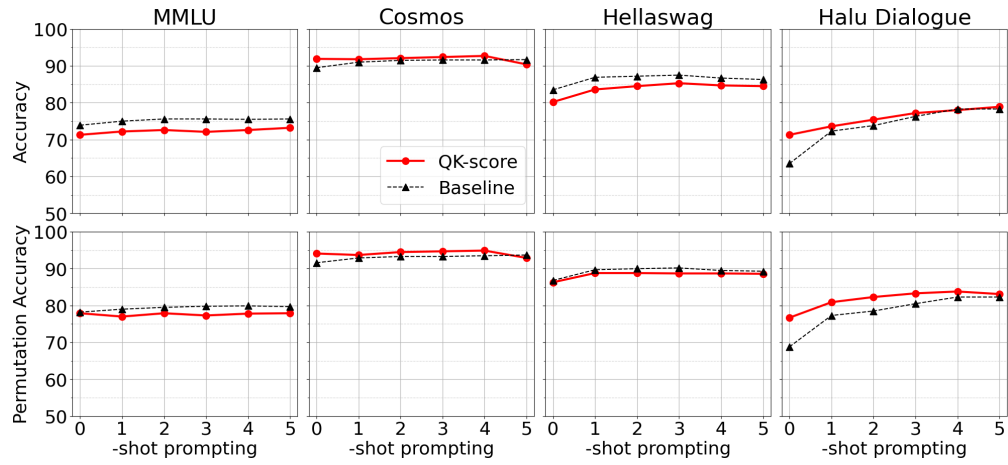 MMLU Cosmos Hellaswag Halu Dialogue
Accuracy
100
90
80
70
60
50
QK-score
Baseline
Permutation Accuracy
100
90
80
70
60
50
0 1 2 3 4 5 0 1 2 3 4 5 0 1 2 3 4 5 0 1 2 3 4 5
-shot prompting -shot prompting -shot prompting -shot prompting